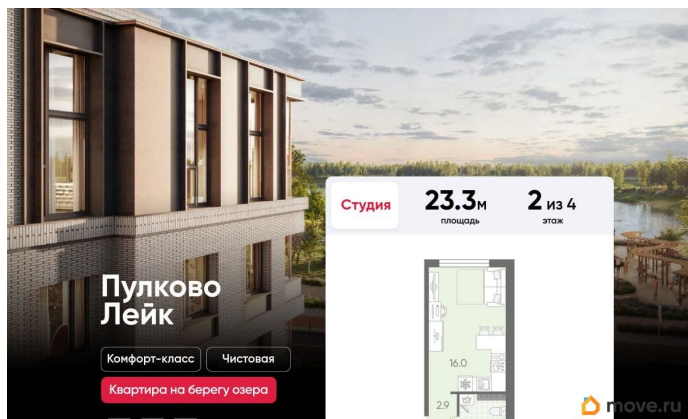 Студия
23.3м
площадь
2 из 4
этаж
Пулково
Лейк
Комфорт-класс
Чистовая
Квартира на берегу озера
16.0
2.9
move.ru